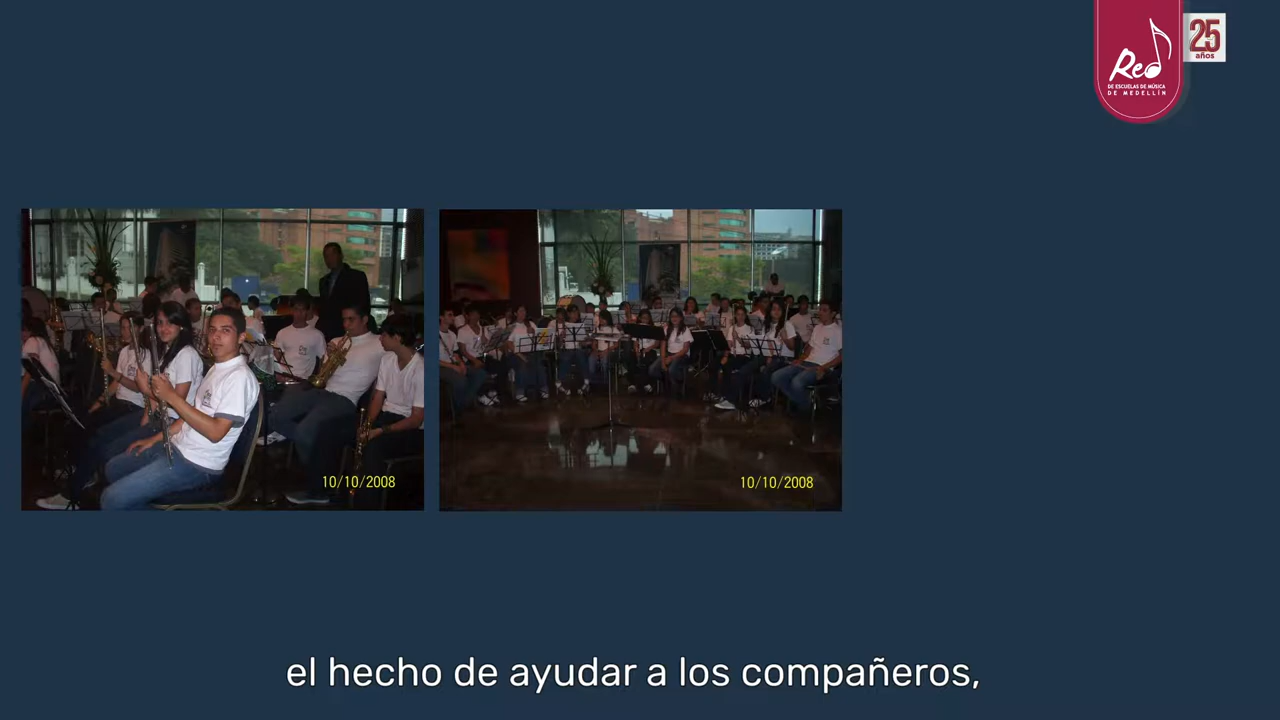 25
años
Red
DE ESCUELAS DE MÚSICA
DE MEDELLÍN
10/10/2008
10/10/2008
el hecho de ayudar a los compañeros,